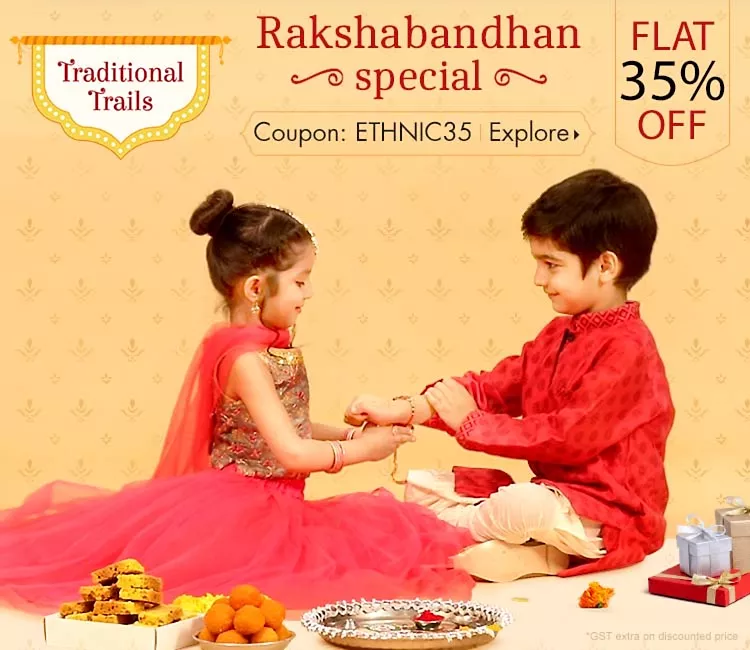 Traditional
Trails
Rakshabandhan
special
Coupon: ETHNIC35 | Explore
FLAT
35%
OFF
*GST extra on discounted price